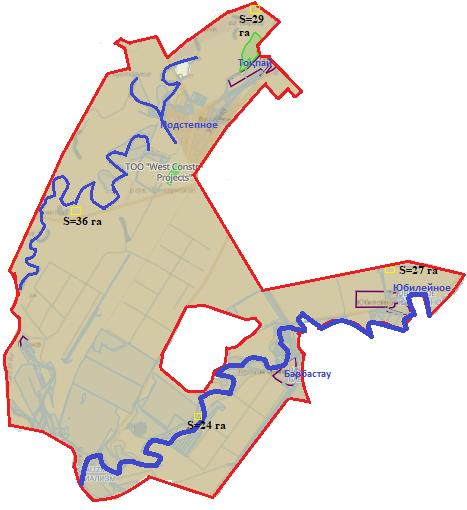 S=29
га
Токпай
Подстепное
ТОО "West Constr
Projects
S=36 га
S=27 га
Юбилейное
Барбастау
S=24 га